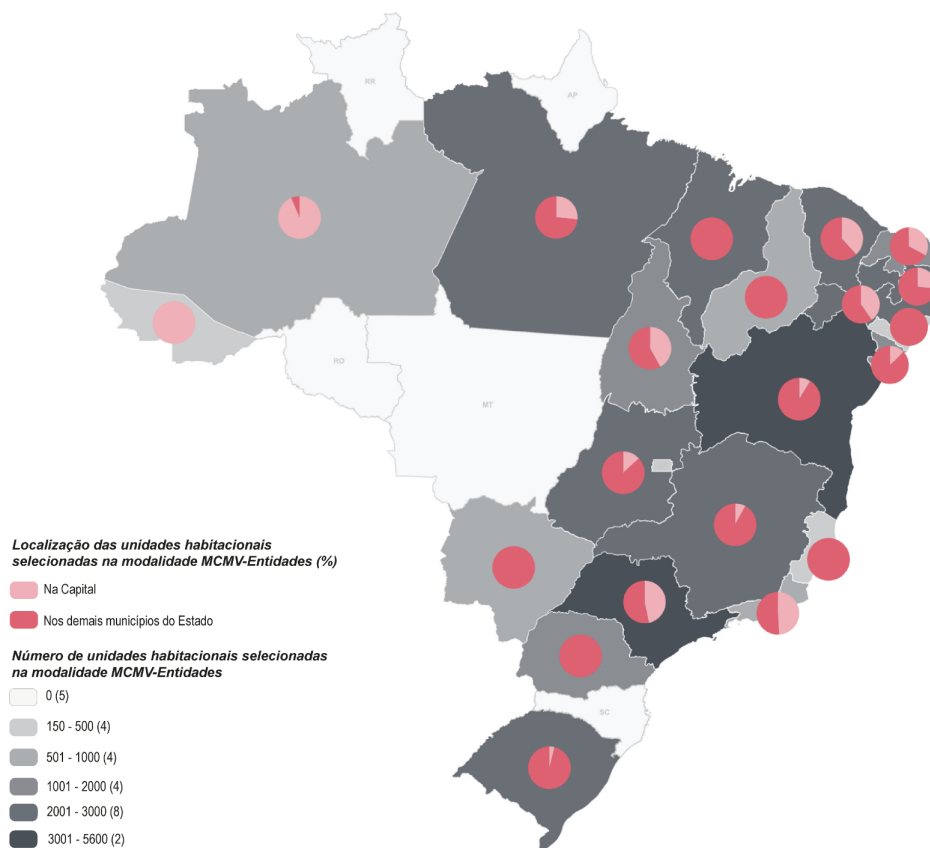 RR
AP
RO
MT
SC
Localização das unidades habitacionais
selecionadas na modalidade MCMV-Entidades (%)
Na Capital
Nos demais municípios do Estado
Número de unidades habitacionais selecionadas
na modalidade MCMV-Entidades
0 (5)
150 - 500 (4)
501 - 1000 (4)
1001 - 2000 (4)
2001 - 3000 (8)
3001 - 5600 (2)